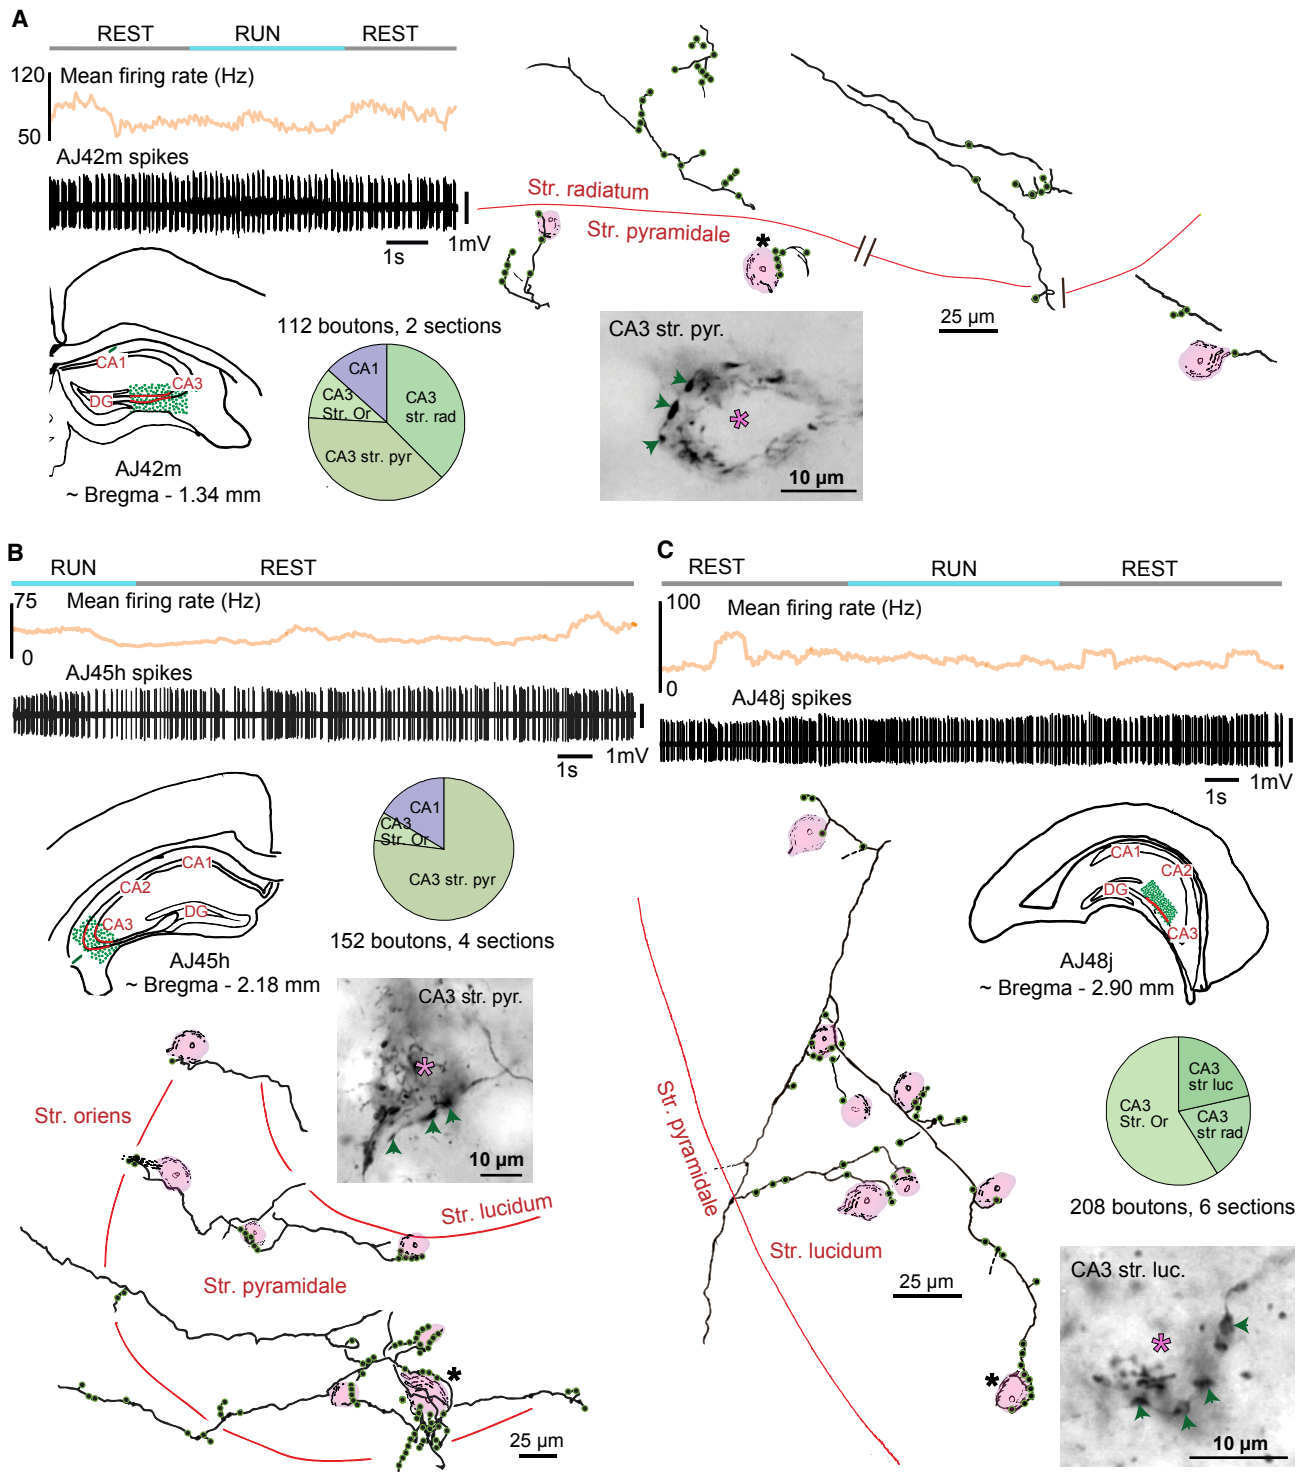 A
REST RUN REST
120
Mean firing rate (Hz)
50
AJ42m spikes
1mV
1s
CA1
CA3
DG
AJ42m
~ Bregma - 1.34 mm
112 boutons, 2 sections
CA1
CA3
str. rad
CA3
Str. Or
CA3 str. pyr
Str. radiatum
Str. pyramidale
*
25 µm
CA3 str. pyr.
*
10 µm
B
RUN REST
75
Mean firing rate (Hz)
0
AJ45h spikes
1mV
1s
CA1
CA2
CA3
DG
AJ45h
~ Bregma - 2.18 mm
CA1
CA3
Str. Or
CA3 str. pyr
152 boutons, 4 sections
CA3 str. pyr.
*
10 µm
Str. oriens
Str. lucidum
Str. pyramidale
*
25 µm
C
REST RUN REST
100
Mean firing rate (Hz)
0
AJ48j spikes
1mV
1s
CA1
CA2
DG
CA3
AJ48j
~ Bregma - 2.90 mm
CA3
str luc
CA3
Str. Or
CA3
str rad
208 boutons, 6 sections
Str. pyramidale
Str. lucidum
25 µm
*
CA3 str. luc.
*
10 µm